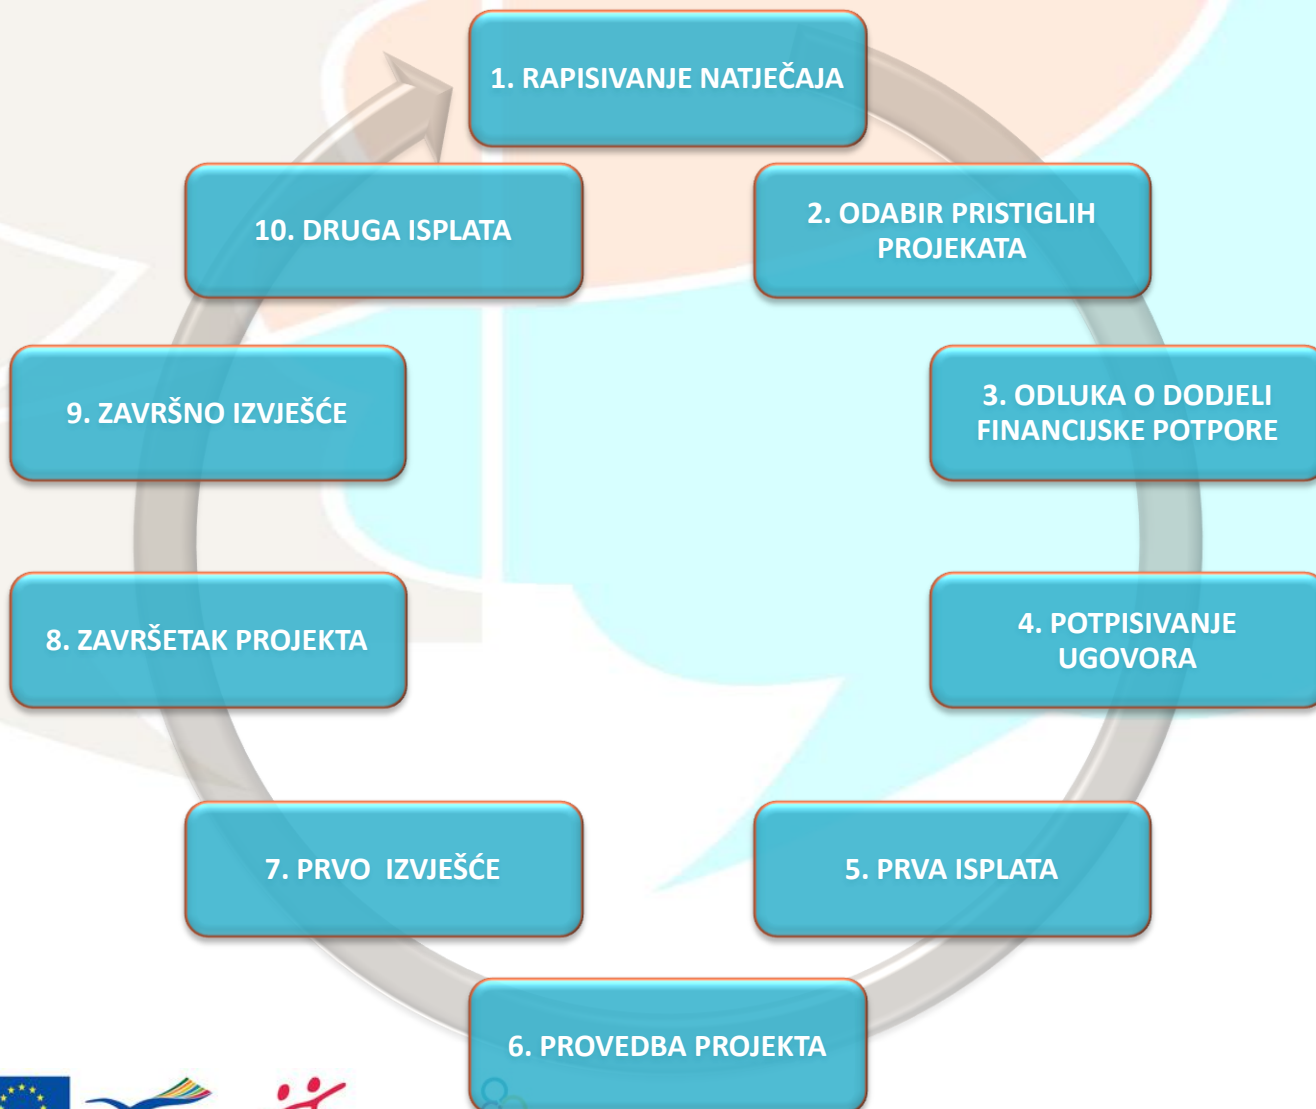 1. RAPISIVANJE NATJEČAJA
2. ODABIR PRISTIGLIH
PROJEKATA
3. ODLUKA O DODJELI
FINANCIJSKE POTPORE
4. POTPISIVANJE
UGOVORA
5. PRVA ISPLATA
6. PROVEDBA PROJEKTA
7. PRVO  IZVJEŠĆE
8. ZAVRŠETAK PROJEKTA
9. ZAVRŠNO IZVJEŠĆE
10. DRUGA ISPLATA